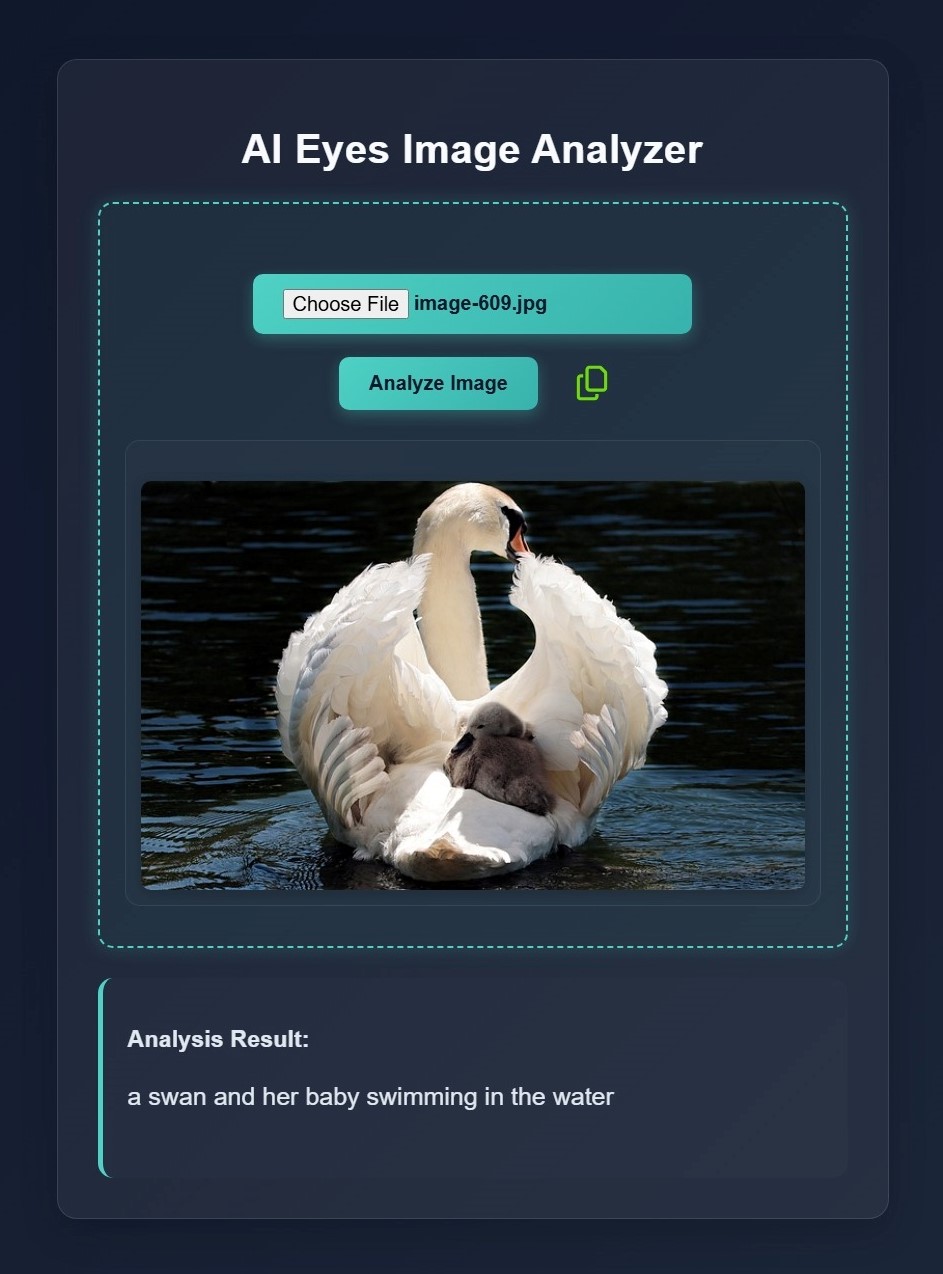 AI Eyes Image Analyzer
Choose File image-609.jpg
Analyze Image
Analysis Result:
a swan and her baby swimming in the water